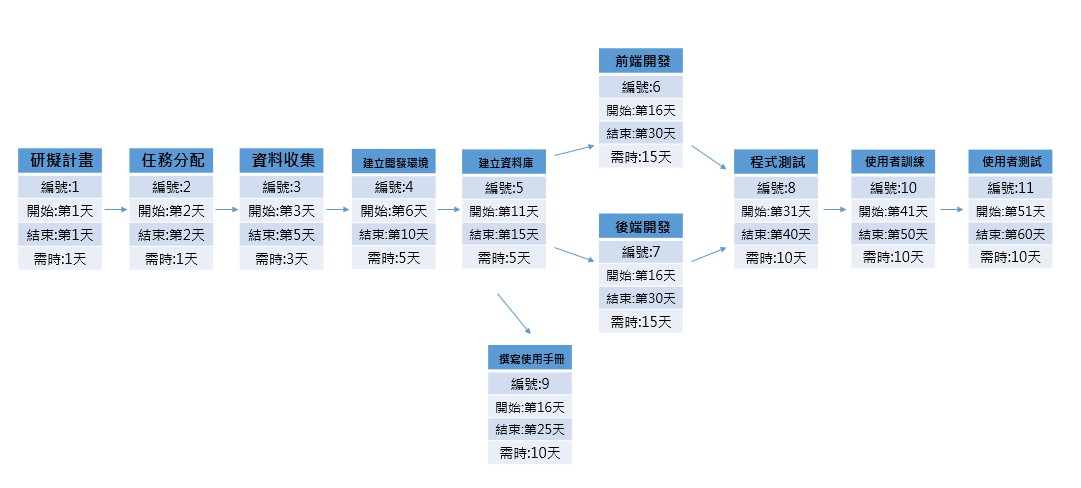 研擬計畫
編號:1
開始:第1天
結束:第1天
需時:1天
任務分配
編號:2
開始:第2天
結束:第2天
需時:1天
資料收集
編號:3
開始:第3天
結束:第5天
需時:3天
建立開發環境
編號:4
開始:第6天
結束:第10天
需時:5天
建立資料庫
編號:5
開始:第11天
結束:第15天
需時:5天
前端開發
編號:6
開始:第16天
結束:第30天
需時:15天
後端開發
編號:7
開始:第16天
結束:第30天
需時:15天
程式測試
編號:8
開始:第31天
結束:第40天
需時:10天
撰寫使用手冊
編號:9
開始:第16天
結束:第25天
需時:10天
使用者訓練
編號:10
開始:第41天
結束:第50天
需時:10天
使用者測試
編號:11
開始:第51天
結束:第60天
需時:10天